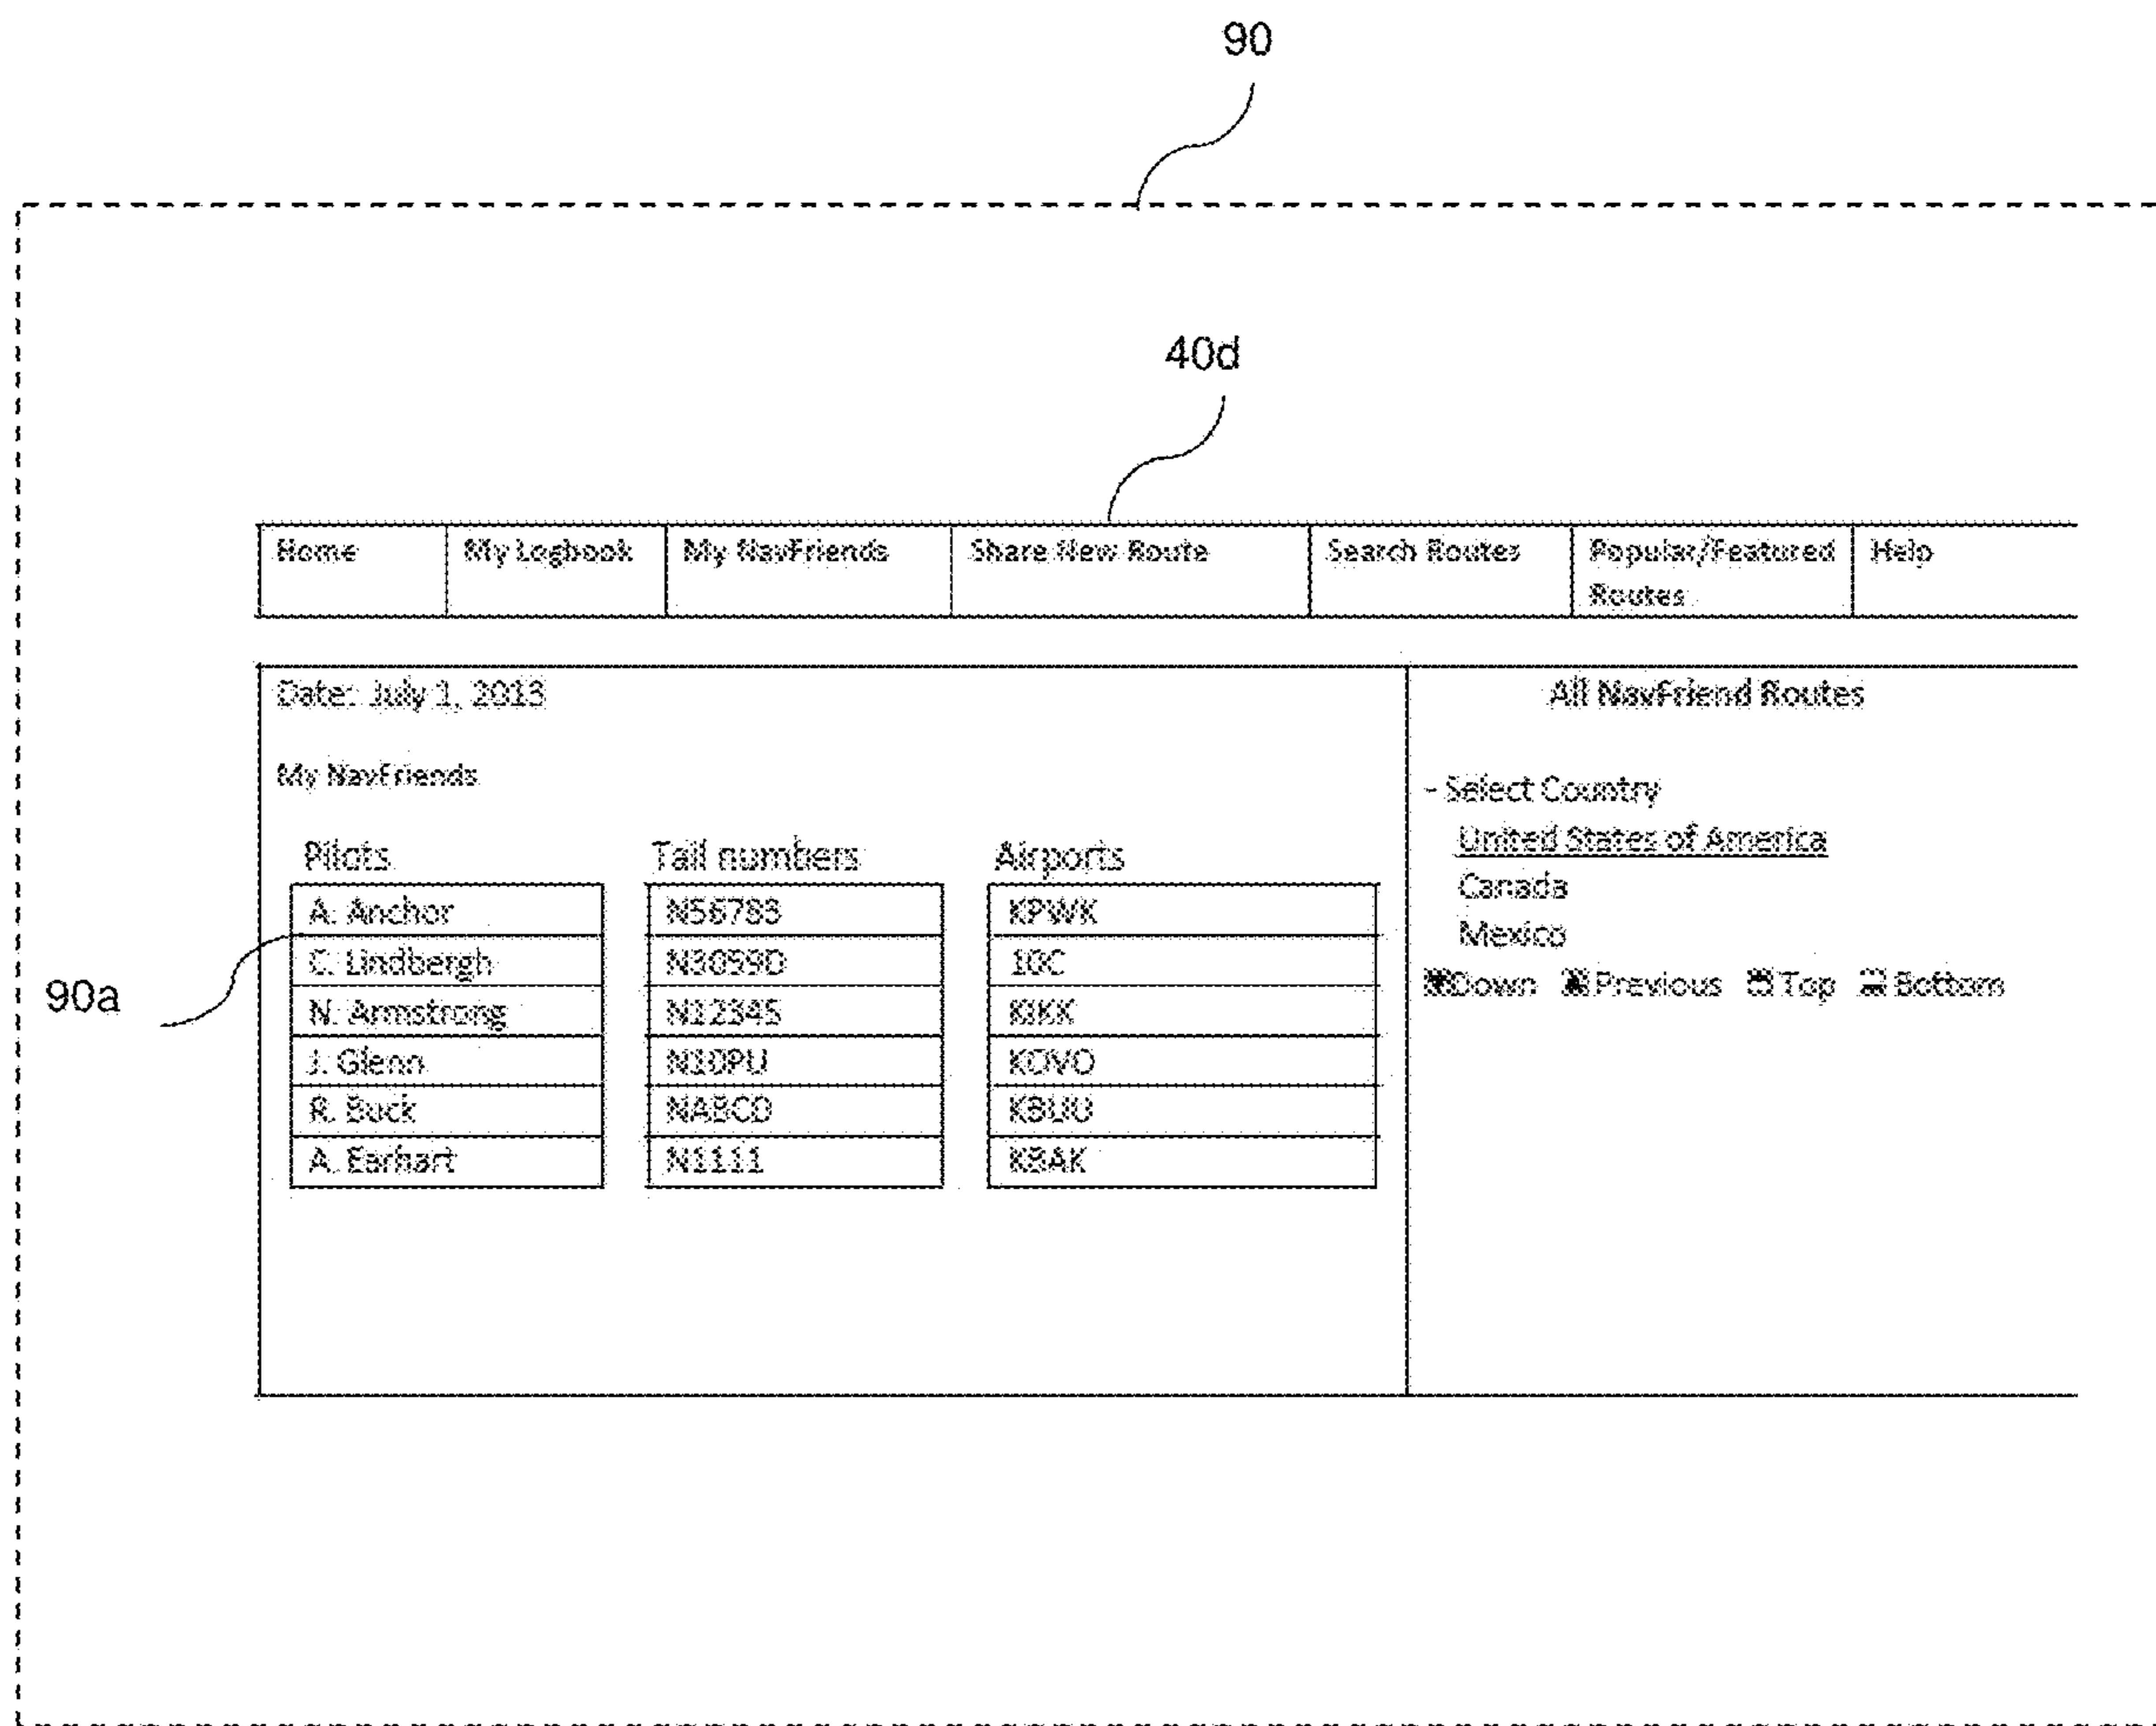 90
40d
Home
My Logbook
My NavFriends
Share New Route
Search Routes
Popular/Featured
Routes
Help
Date: July 1, 2013
My NavFriends
Pilots
A. Anchor
C. Lindbergh
N. Armstrong
J. Glenn
R. Buck
A. Earhart
90a
Tail numbers
N56783
N3099D
N12345
N10PU
NABCD
N1111
Airports
KPWK
10C
KIKK
KOVO
KBUU
KBAK
All NavFriend Routes
- Select Country
United States of America
Canada
Mexico
Down Previous Top Bottom